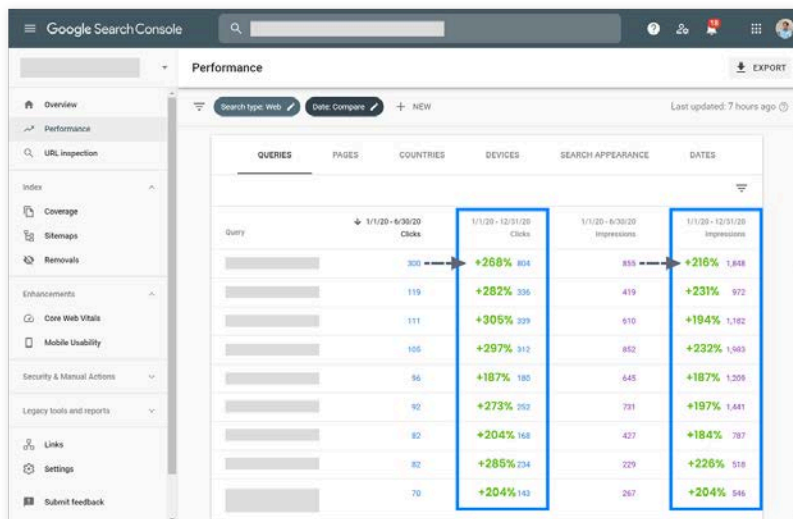 Google Search Console
18
Performance
EXPORT
Search type: Web
Date: Compare
+ NEW
Last updated: 7 hours ago
Overview
Performance
URL inspection
Index
Coverage
Sitemaps
Removals
Enhancements
Core Web Vitals
Mobile Usability
Security & Manual Actions
Legacy tools and reports
Links
Settings
Submit feedback
QUERIES PAGES COUNTRIES DEVICES SEARCH APPEARANCE DATES
1/1/20 - 6/30/20 1/1/20 - 12/31/20 1/1/20 - 6/30/20 1/1/20 - 12/31/20
Query Clicks Clicks Impressions Impressions
300 +268% 804 855 +216% 1,848
119 +282% 336 419 +231% 972
111 +305% 339 610 +194% 1,182
105 +297% 312 852 +232% 1,983
96 +187% 180 645 +187% 1,209
92 +273% 252 731 +197% 1,441
82 +204% 168 427 +184% 787
82 +285% 234 229 +226% 518
70 +204% 143 267 +204% 546